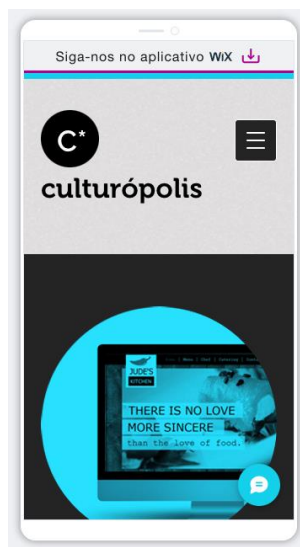 Siga-nos no aplicativo WiX
C*
culturópolis
JUDE'S
KITCHEN
THERE IS NO LOVE
MORE SINCERE
than the love of food.